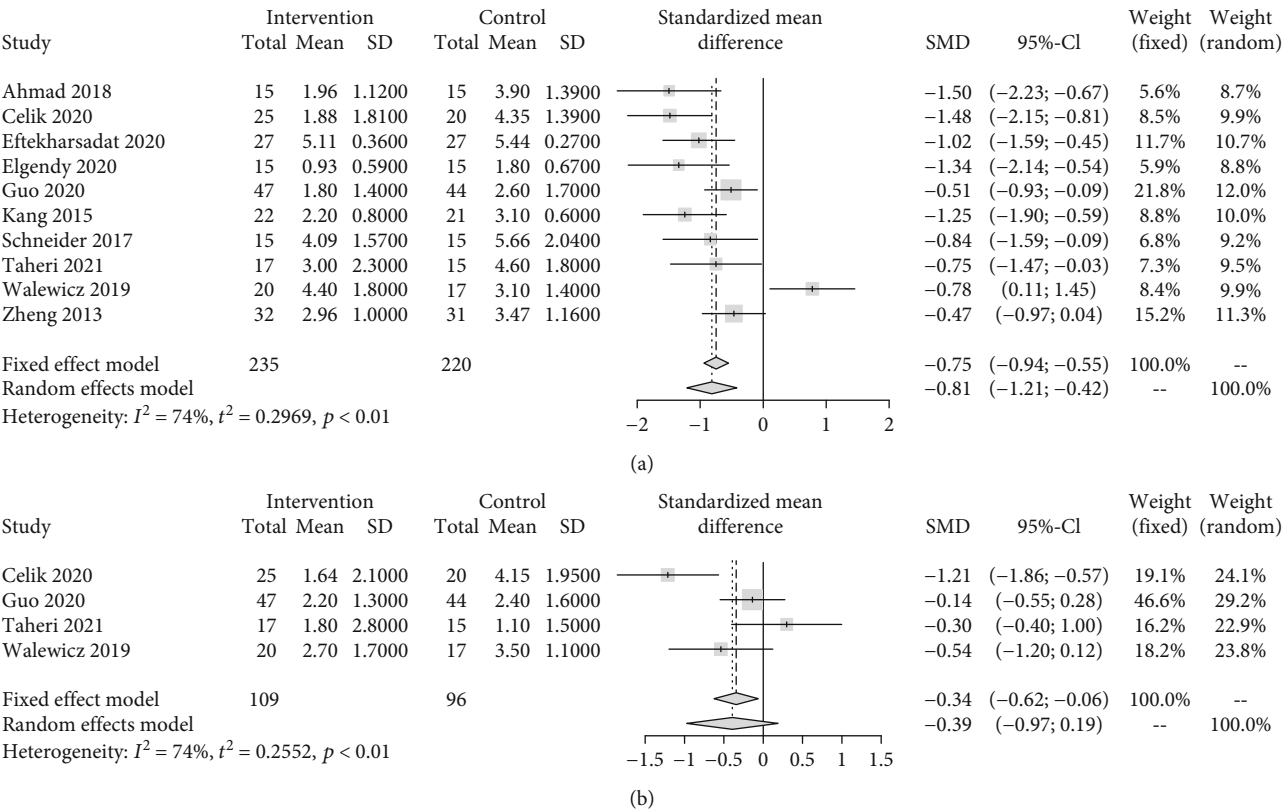 Intervention Control Standardized mean Weight Weight
Study Total Mean SD Total Mean SD difference SMD 95%-Cl (fixed) (random)
Ahmad 2018 15 1.96 1.1200 15 3.90 1.3900 −1.50 (−2.23; −0.67) 5.6% 8.7%
Celik 2020 25 1.88 1.8100 20 4.35 1.3900 −1.48 (−2.15; −0.81) 8.5% 9.9%
Eftekharsadat 2020 27 5.11 0.3600 27 5.44 0.2700 −1.02 (−1.59; −0.45) 11.7% 10.7%
Elgendy 2020 15 0.93 0.5900 15 1.80 0.6700 −1.34 (−2.14; −0.54) 5.9% 8.8%
Guo 2020 47 1.80 1.4000 44 2.60 1.7000 −0.51 (−0.93; −0.09) 21.8% 12.0%
Kang 2015 22 2.20 0.8000 21 3.10 0.6000 −1.25 (−1.90; −0.59) 8.8% 10.0%
Schneider 2017 15 4.09 1.5700 15 5.66 2.0400 −0.84 (−1.59; −0.09) 6.8% 9.2%
Taheri 2021 17 3.00 2.3000 15 4.60 1.8000 −0.75 (−1.47; −0.03) 7.3% 9.5%
Walewicz 2019 20 4.40 1.8000 17 3.10 1.4000 −0.78 (0.11; 1.45) 8.4% 9.9%
Zheng 2013 32 2.96 1.0000 31 3.47 1.1600 −0.47 (−0.97; 0.04) 15.2% 11.3%
Fixed effect model 235 220 −0.75 (−0.94; −0.55) 100.0% --
Random effects model −0.81 (−1.21; −0.42) -- 100.0%
Heterogeneity: I² = 74%, t² = 0.2969, p < 0.01
−2 −1 0 1 2
(a)
Intervention Control Standardized mean Weight Weight
Study Total Mean SD Total Mean SD difference SMD 95%-Cl (fixed) (random)
Celik 2020 25 1.64 2.1000 20 4.15 1.9500 −1.21 (−1.86; −0.57) 19.1% 24.1%
Guo 2020 47 2.20 1.3000 44 2.40 1.6000 −0.14 (−0.55; 0.28) 46.6% 29.2%
Taheri 2021 17 1.80 2.8000 15 1.10 1.5000 −0.30 (−0.40; 1.00) 16.2% 22.9%
Walewicz 2019 20 2.70 1.7000 17 3.50 1.1000 −0.54 (−1.20; 0.12) 18.2% 23.8%
Fixed effect model 109 96 −0.34 (−0.62; −0.06) 100.0% --
Random effects model −0.39 (−0.97; 0.19) -- 100.0%
Heterogeneity: I² = 74%, t² = 0.2552, p < 0.01
−1.5 −1 −0.5 0 0.5 1 1.5
(b)